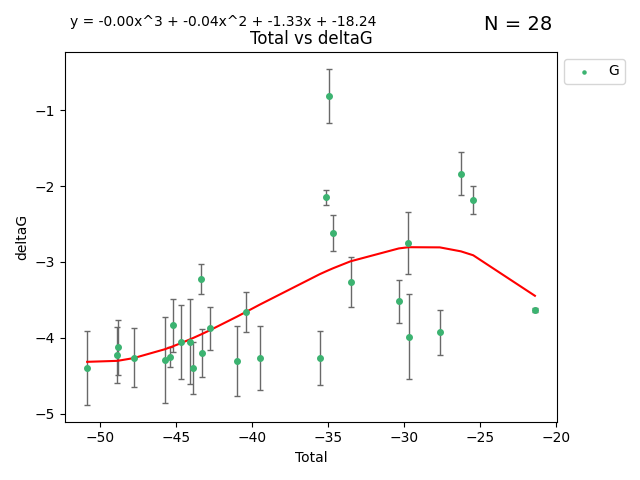 y = -0.00x^3 + -0.04x^2 + -1.33x + -18.24
N = 28
Total vs deltaG
G
−1
−2
−3
−4
−5
deltaG
−50
−45
−40
−35
−30
−25
−20
Total